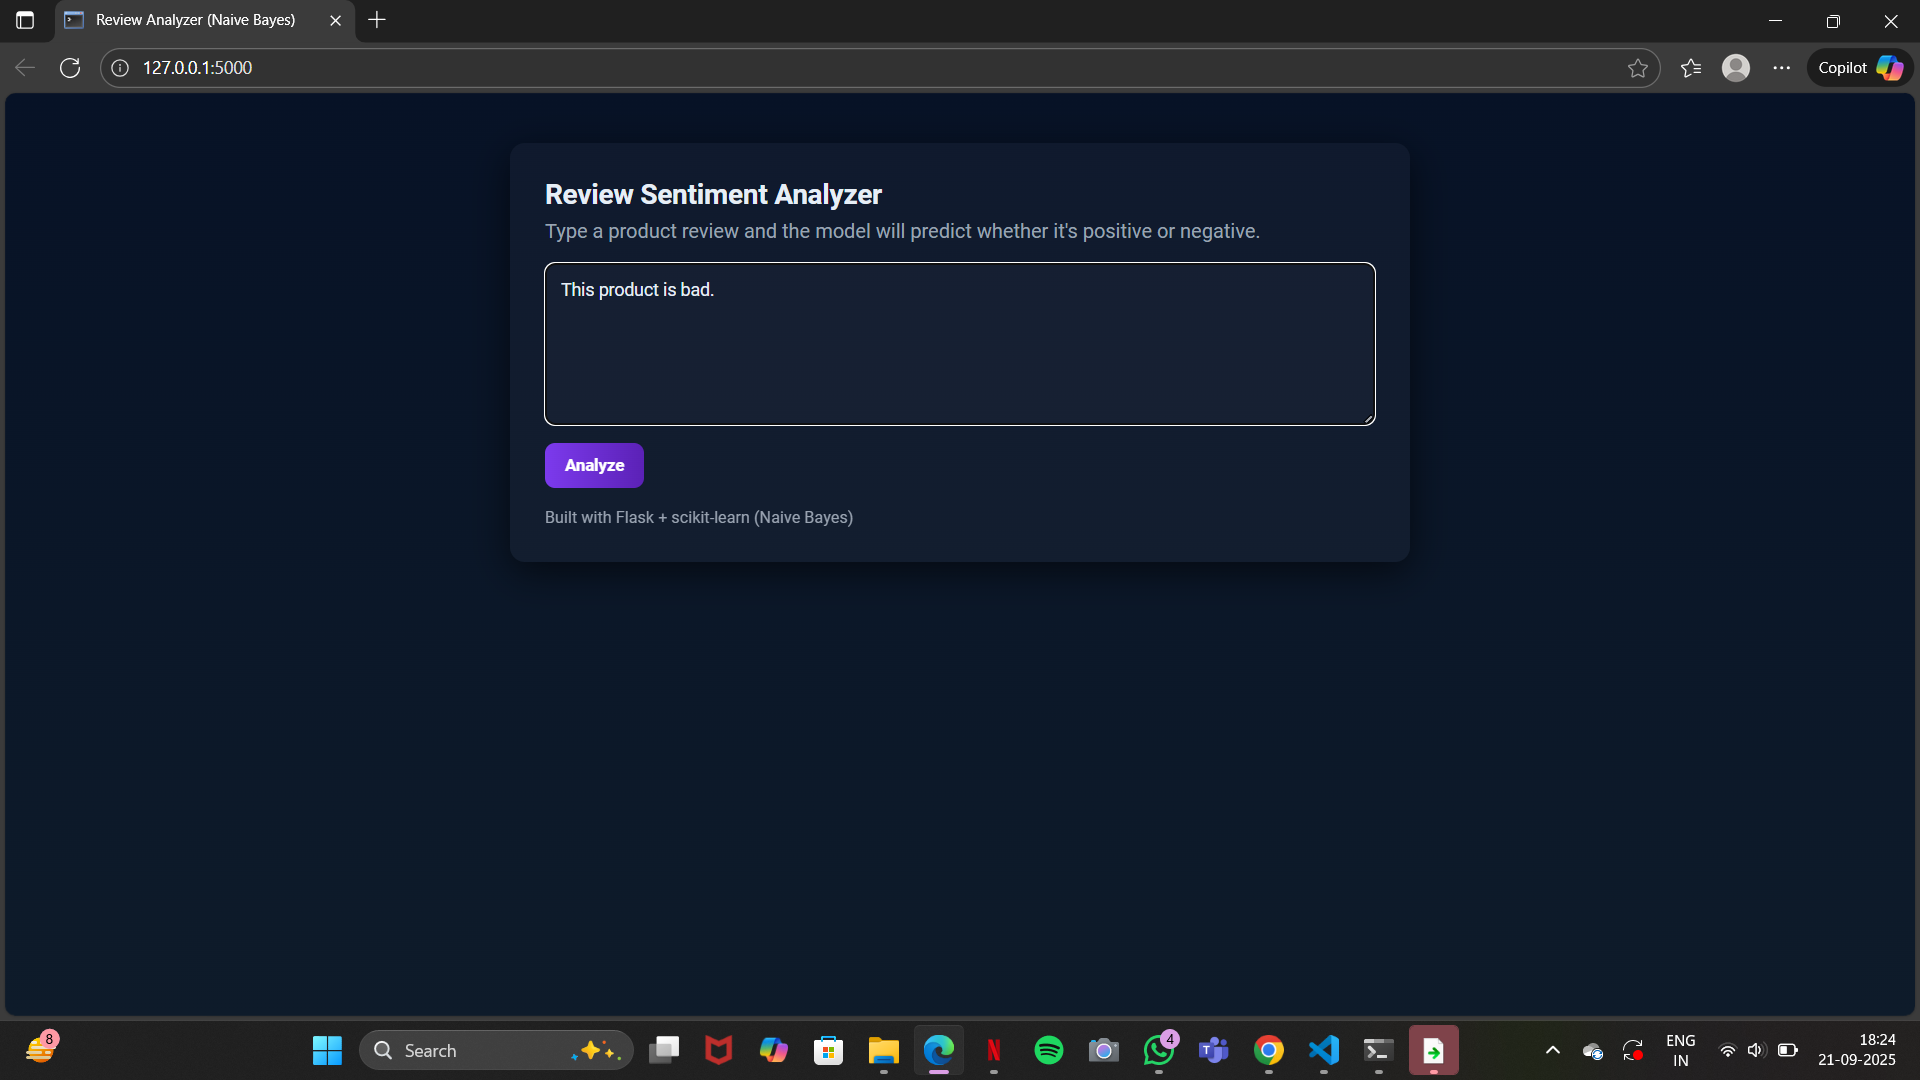 Review Analyzer (Naive Bayes)
127.0.0.1:5000
Copilot
Review Sentiment Analyzer
Type a product review and the model will predict whether it's positive or negative.
This product is bad.
Analyze
Built with Flask + scikit-learn (Naive Bayes)
8
Search
N
4
T
ENG
IN
18:24
21-09-2025